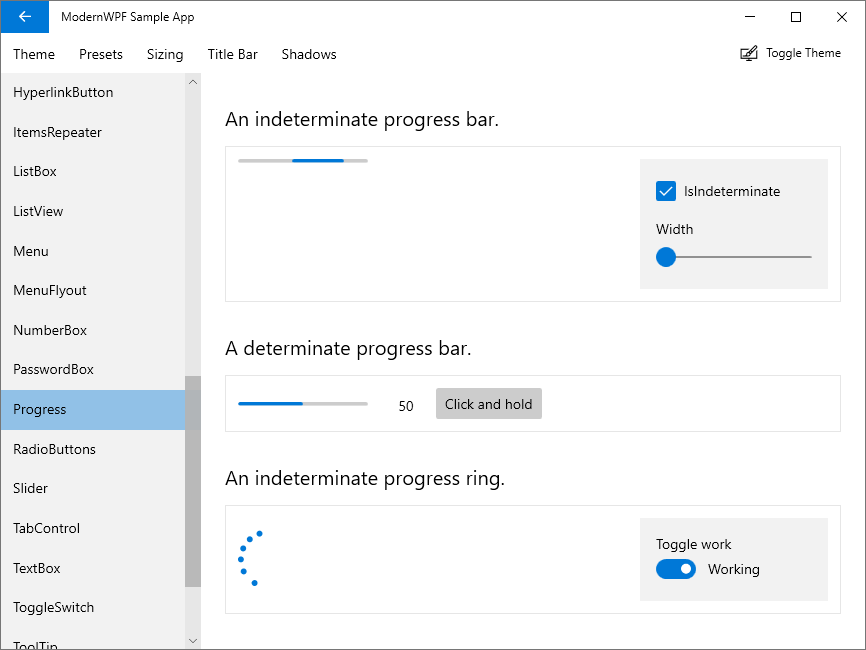 ModernWPF Sample App
Theme Presets Sizing Title Bar Shadows Toggle Theme
HyperlinkButton
ItemsRepeater
ListBox
ListView
Menu
MenuFlyout
NumberBox
PasswordBox
Progress
RadioButtons
Slider
TabControl
TextBox
ToggleSwitch
ToolTip
An indeterminate progress bar.
IsIndeterminate
Width
A determinate progress bar.
50 Click and hold
An indeterminate progress ring.
Toggle work
Working